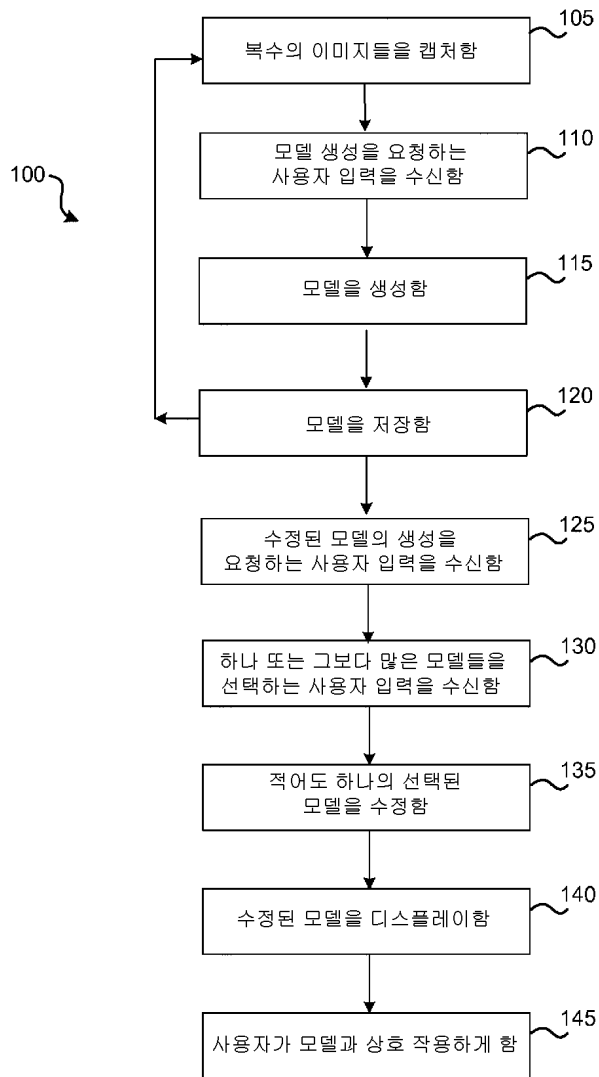 105
복수의 이미지들을 캡처함
110
모델 생성을 요청하는
사용자 입력을 수신함
100
115
모델을 생성함
120
모델을 저장함
125
수정된 모델의 생성을
요청하는 사용자 입력을 수신함
130
하나 또는 그보다 많은 모델들을
선택하는 사용자 입력을 수신함
135
적어도 하나의 선택된
모델을 수정함
140
수정된 모델을 디스플레이함
145
사용자가 모델과 상호 작용하게 함